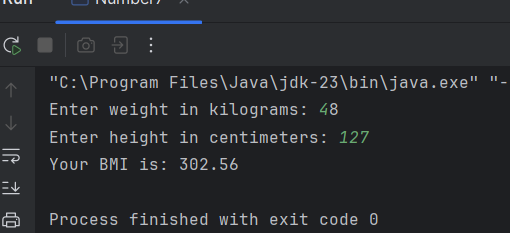 Run
Number7
"C:\Program Files\Java\jdk-23\bin\java.exe" "-
Enter weight in kilograms: 48
Enter height in centimeters: 127
Your BMI is: 302.56
Process finished with exit code 0